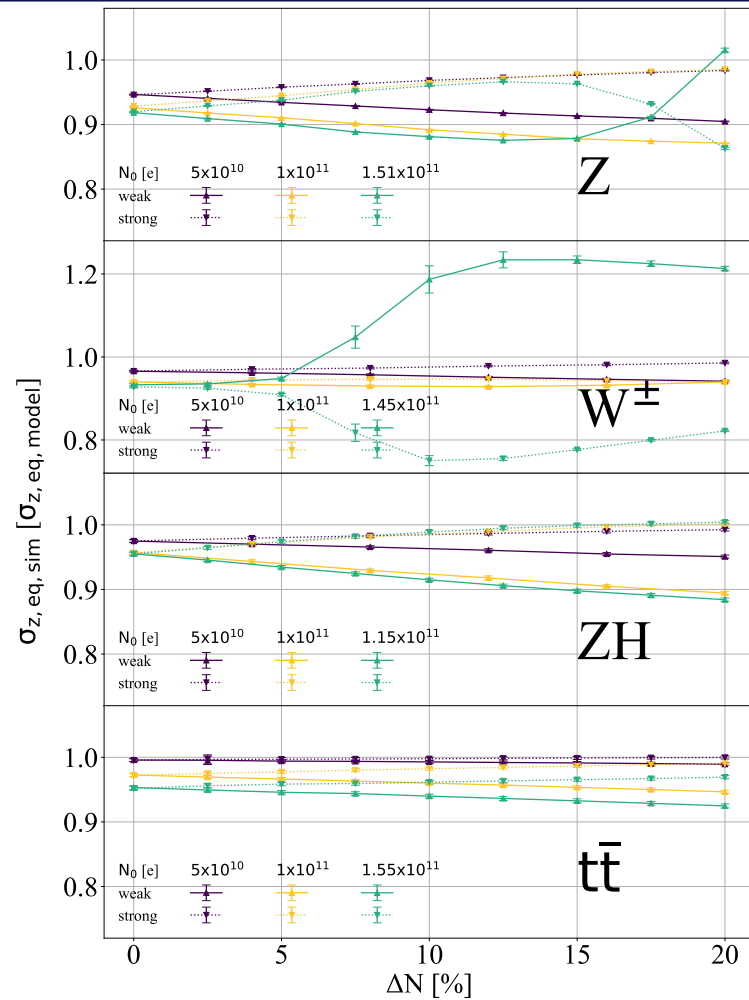 1.0
0.9
0.8
N₀ [e] 5x10¹⁰ 1x10¹¹ 1.51x10¹¹
weak
strong
Z
1.2
1.0
0.8
N₀ [e] 5x10¹⁰ 1x10¹¹ 1.45x10¹¹
weak
strong
W±
σz, eq, sim [σz, eq, model]
1.0
0.9
0.8
N₀ [e] 5x10¹⁰ 1x10¹¹ 1.15x10¹¹
weak
strong
ZH
1.0
0.9
0.8
N₀ [e] 5x10¹⁰ 1x10¹¹ 1.55x10¹¹
weak
strong
tt̅
0 5 10 15 20
ΔN [%]